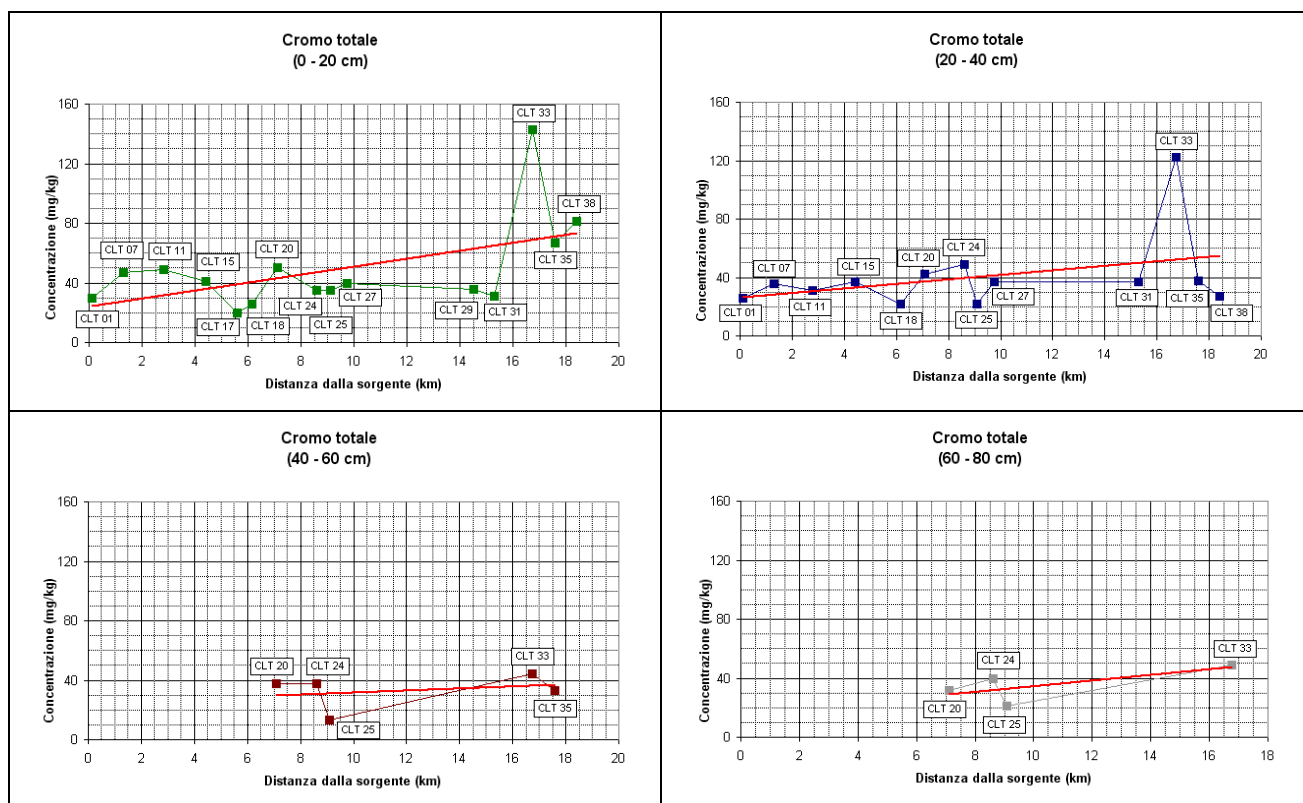 Cromo totale
(0 - 20 cm)
Concentrazione (mg/kg)
160
120
80
40
0
CLT 33
CLT 38
CLT 07
CLT 11
CLT 20
CLT 15
CLT 35
CLT 24
CLT 27
CLT 29
CLT 31
CLT 01
CLT 17
CLT 18
CLT 25
0 2 4 6 8 10 12 14 16 18 20
Distanza dalla sorgente (km)
Cromo totale
(20 - 40 cm)
Concentrazione (mg/kg)
160
120
80
40
0
CLT 33
CLT 24
CLT 20
CLT 07
CLT 15
CLT 01
CLT 11
CLT 18
CLT 25
CLT 27
CLT 31
CLT 35
CLT 38
0 2 4 6 8 10 12 14 16 18 20
Distanza dalla sorgente (km)
Cromo totale
(40 - 60 cm)
Concentrazione (mg/kg)
160
120
80
40
0
CLT 20
CLT 24
CLT 33
CLT 35
CLT 25
0 2 4 6 8 10 12 14 16 18 20
Distanza dalla sorgente (km)
Cromo totale
(60 - 80 cm)
Concentrazione (mg/kg)
160
120
80
40
0
CLT 33
CLT 24
CLT 20
CLT 25
0 2 4 6 8 10 12 14 16 18
Distanza dalla sorgente (km)